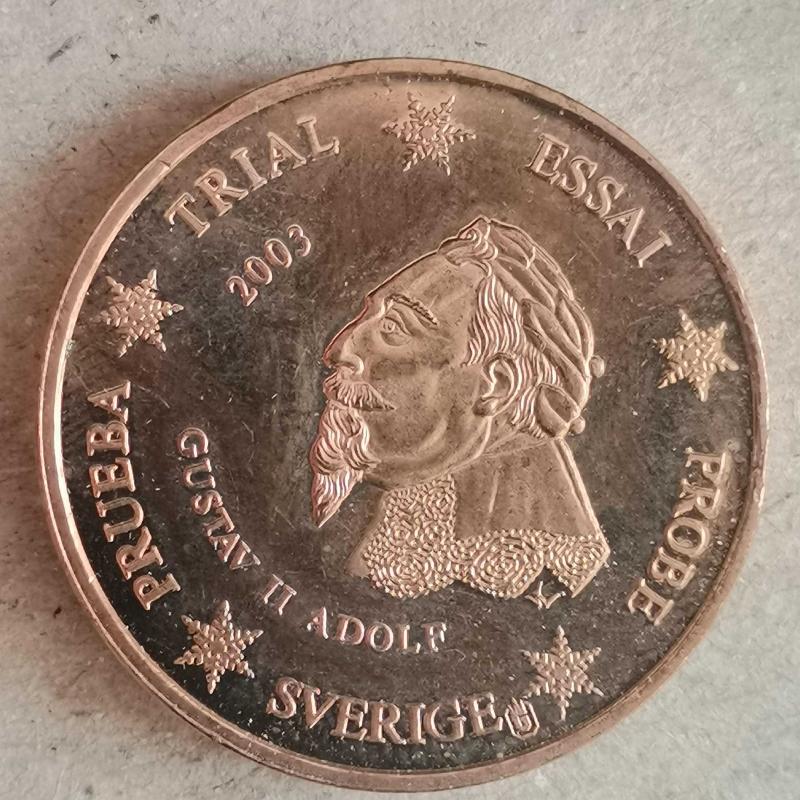 TRIAL
ESSAI
PROBE
SVERIGE
PRUEBA
2003
GUSTAV II ADOLF